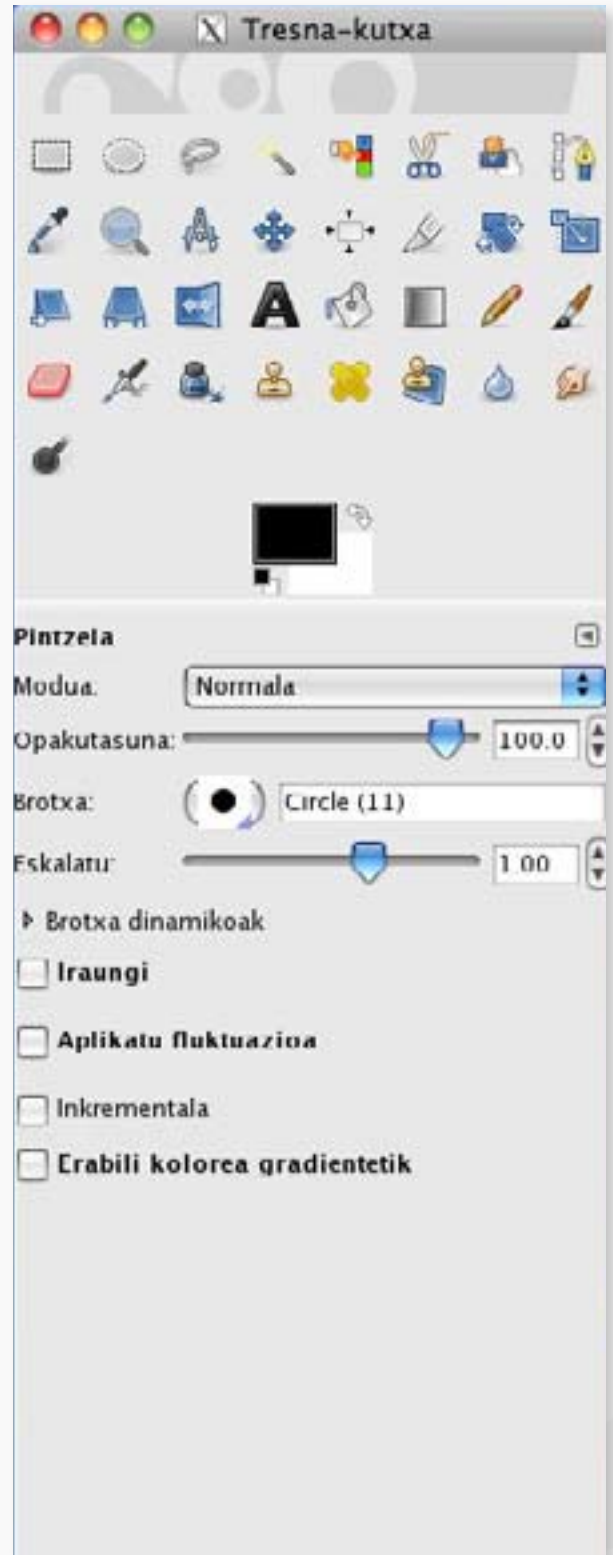 Tresna-kutxa
Pintzela
Modua: Normala
Opakutasuna: 100.0
Brotxa: Circle (11)
Eskalatu: 1.00
Brotxa dinamikoak
Iraungi
Aplikatu fluktuazioa
Inkrementala
Erabili kolorea gradientetik